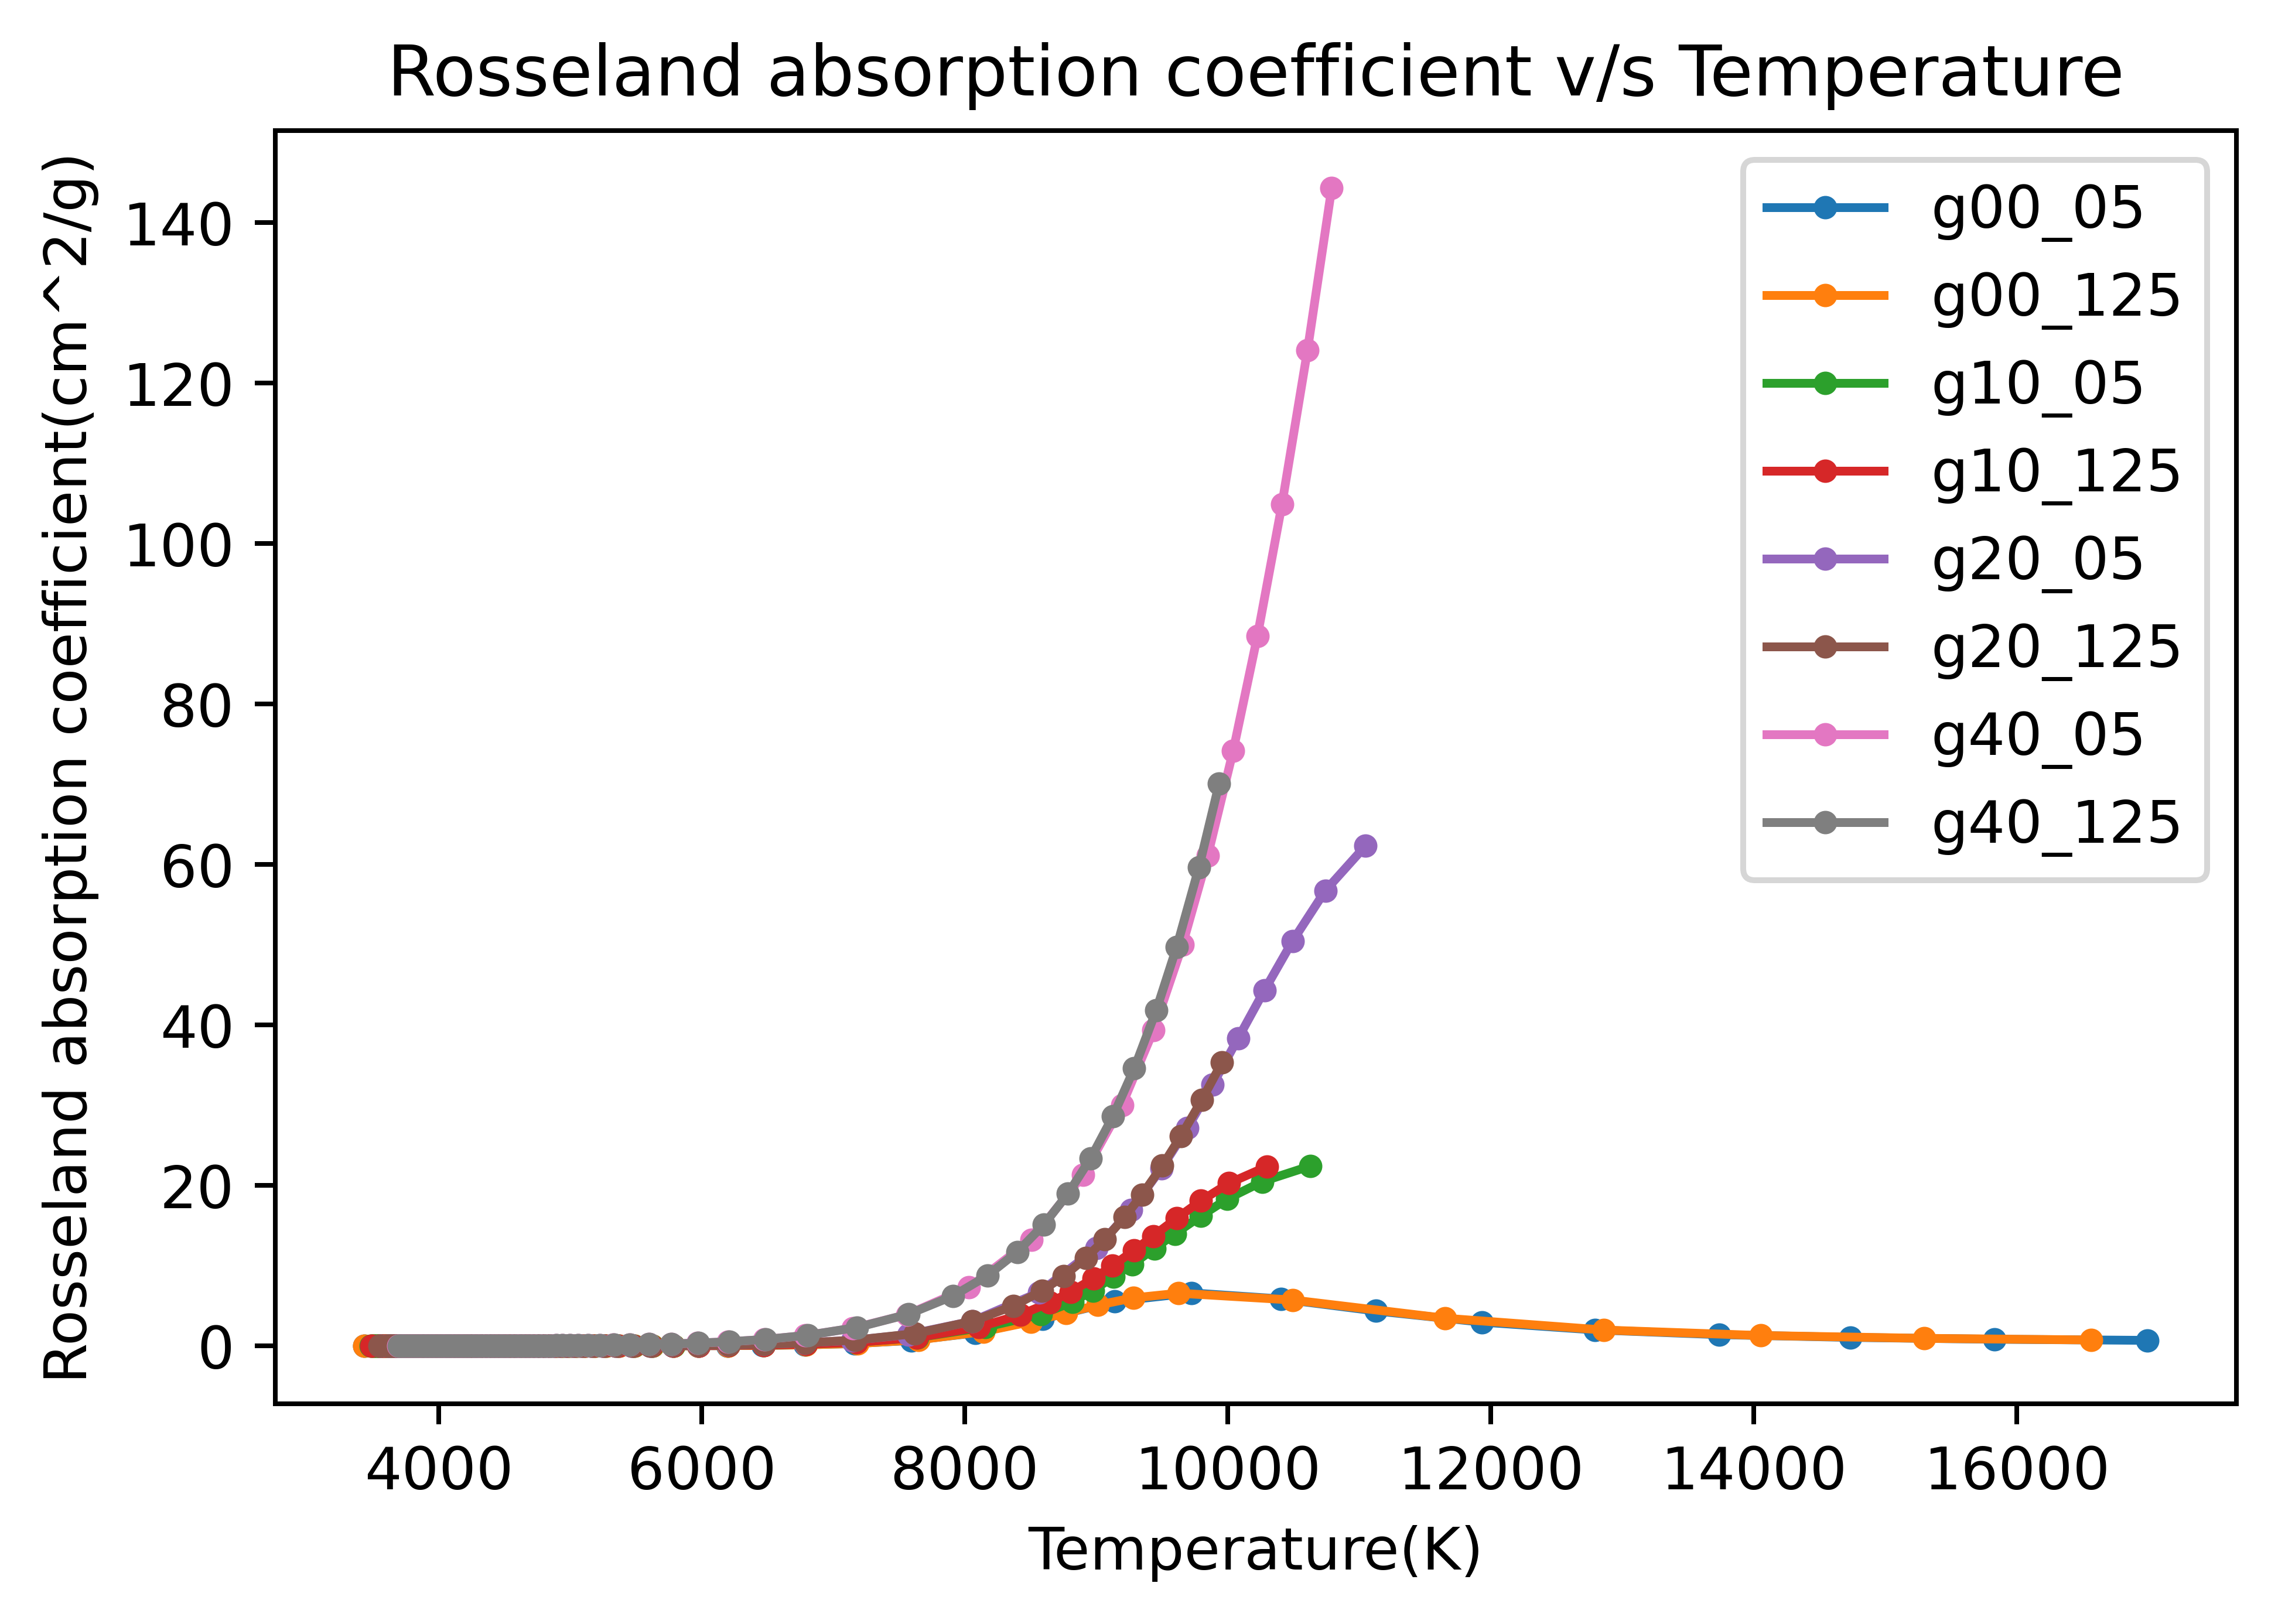 Rosseland absorption coefficient v/s Temperature
Rosseland absorption coefficient(cm^2/g)
140
120
100
80
60
40
20
0
4000 6000 8000 10000 12000 14000 16000
Temperature(K)
g00_05
g00_125
g10_05
g10_125
g20_05
g20_125
g40_05
g40_125